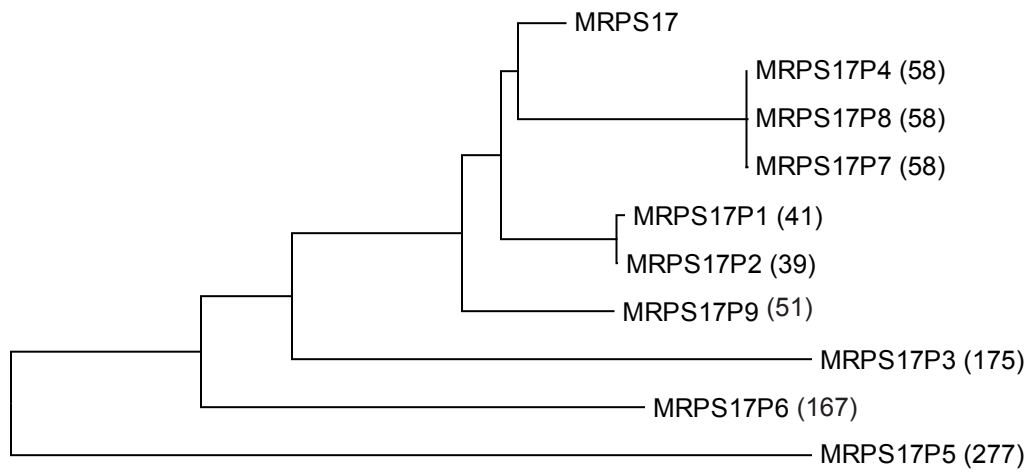 MRPS17
MRPS17P4 (58)
MRPS17P8 (58)
MRPS17P7 (58)
MRPS17P1 (41)
MRPS17P2 (39)
MRPS17P9 (51)
MRPS17P3 (175)
MRPS17P6 (167)
MRPS17P5 (277)